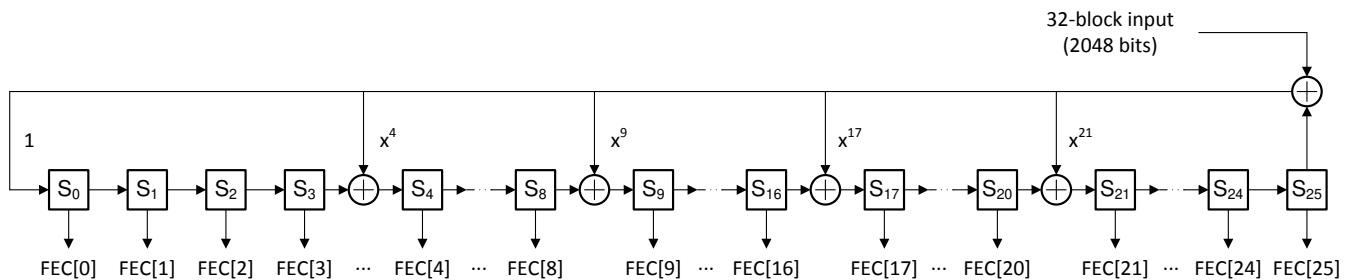 32-block input
(2048 bits)
1 x⁴ x⁹ x¹⁷ x²¹
S₀ S₁ S₂ S₃ S₄ S₈ S₉ S₁₆ S₁₇ S₂₀ S₂₁ S₂₄ S₂₅
FEC[0] FEC[1] FEC[2] FEC[3] ... FEC[4] ... FEC[8] FEC[9] ... FEC[16] FEC[17] ... FEC[20] FEC[21] ... FEC[24] FEC[25]